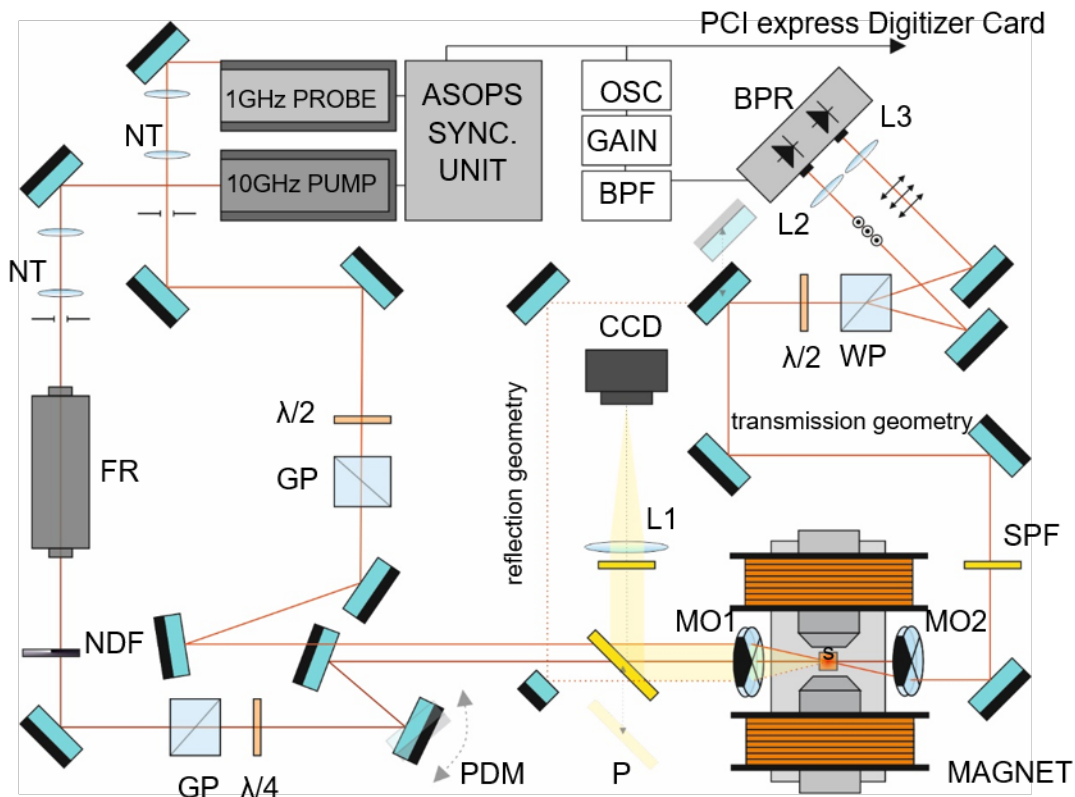 PCI express Digitizer Card
1GHz PROBE
10GHz PUMP
ASOPS
SYNC.
UNIT
OSC
GAIN
BPF
BPR
L3
L2
NT
NT
λ/2
WP
CCD
transmission geometry
reflection geometry
λ/2
GP
FR
L1
SPF
MO1
S
MO2
NDF
GP
λ/4
PDM
P
MAGNET